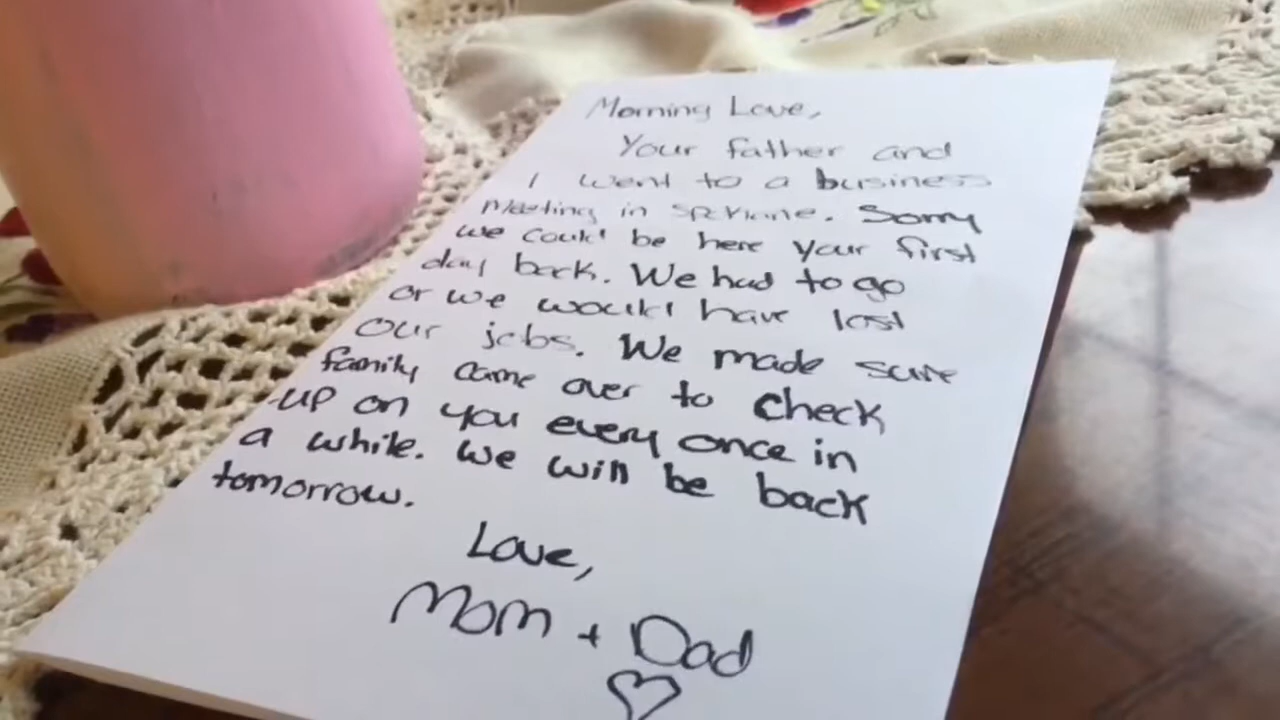 Morning Love,
Your father and
I went to a business
Meeting in Spokane. Sorry
we could be here your first
day back. We had to go
or we would have lost
our jobs. We made sure
family came over to check
up on you every once in
a while. We will be back
tomorrow.
Love,
Mom + Dad